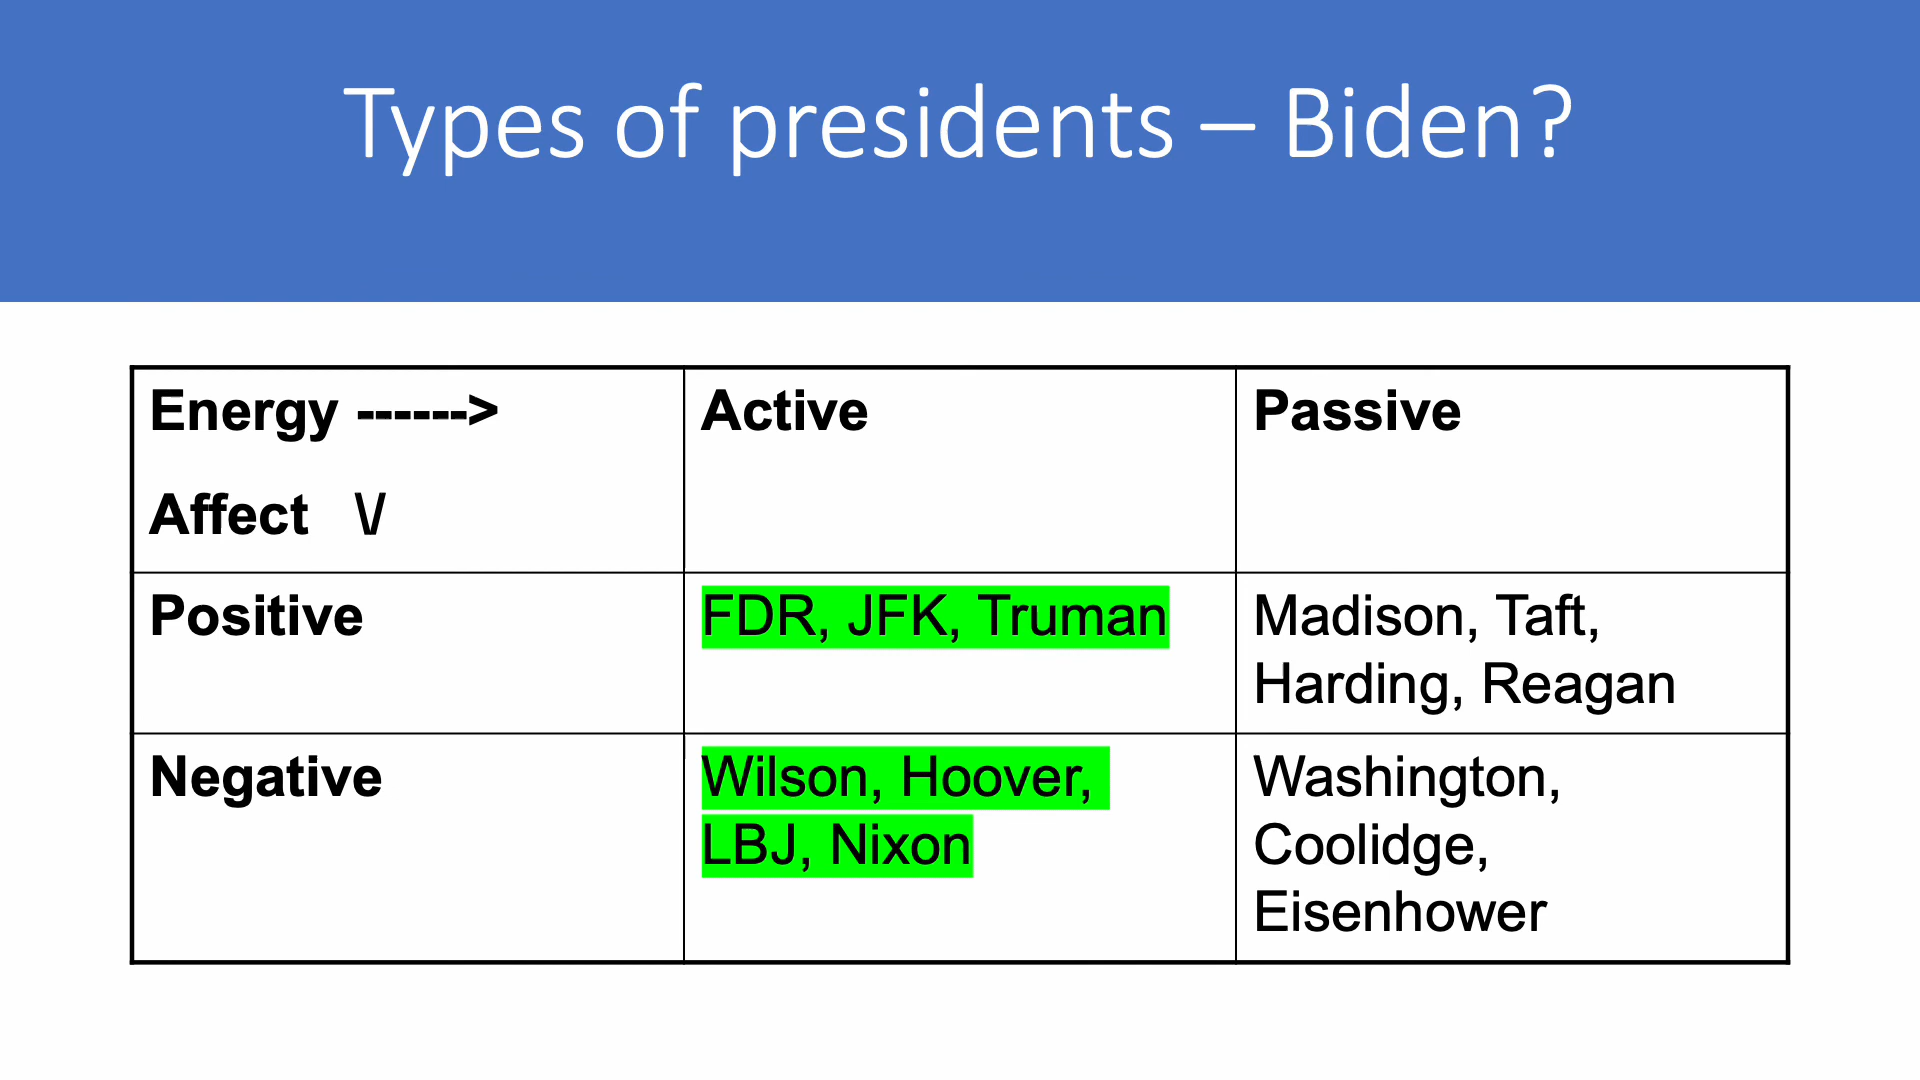 Types of presidents – Biden?
Energy ------>
Affect \/
Active
Passive
Positive
FDR, JFK, Truman
Madison, Taft,
Harding, Reagan
Negative
Wilson, Hoover,
LBJ, Nixon
Washington,
Coolidge,
Eisenhower